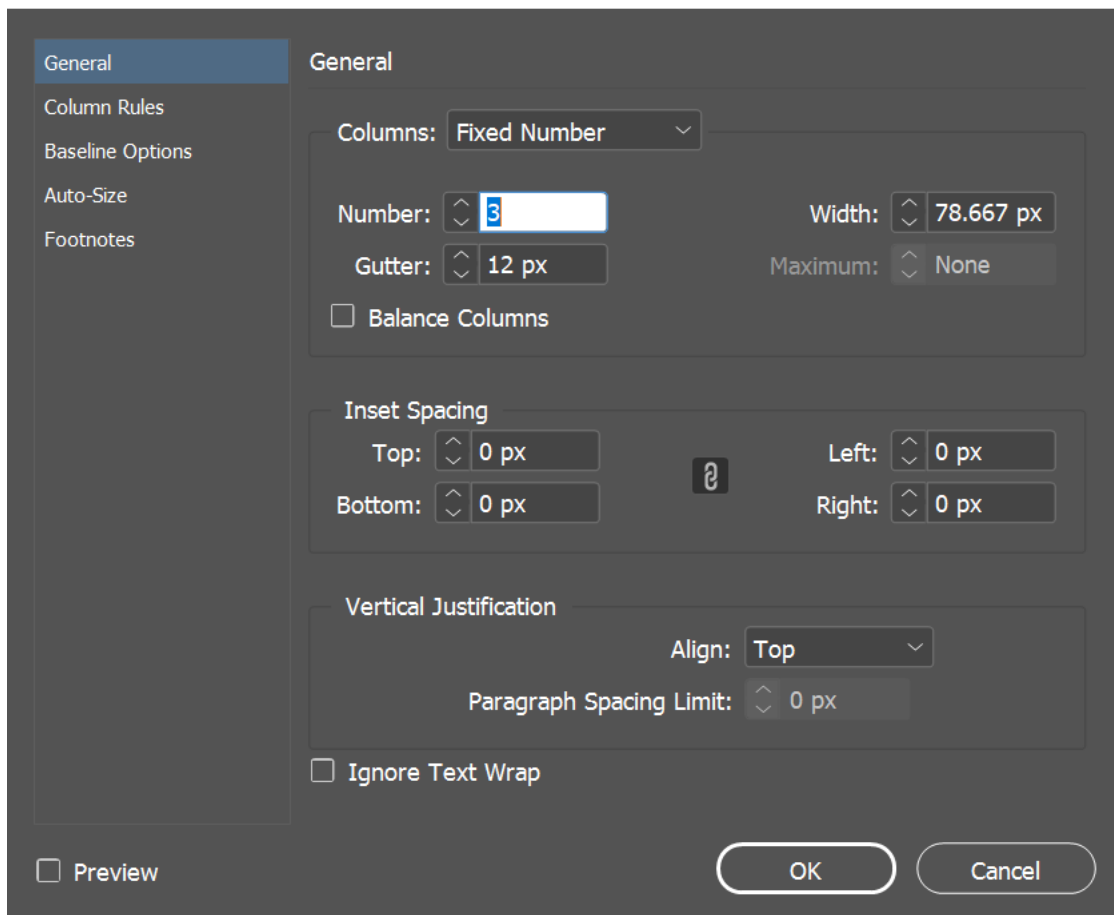 General
Column Rules
Baseline Options
Auto-Size
Footnotes
General
Columns: Fixed Number
Number: 3 Width: 78.667 px
Gutter: 12 px Maximum: None
Balance Columns
Inset Spacing
Top: 0 px Left: 0 px
Bottom: 0 px Right: 0 px
Vertical Justification
Align: Top
Paragraph Spacing Limit: 0 px
Ignore Text Wrap
Preview OK Cancel